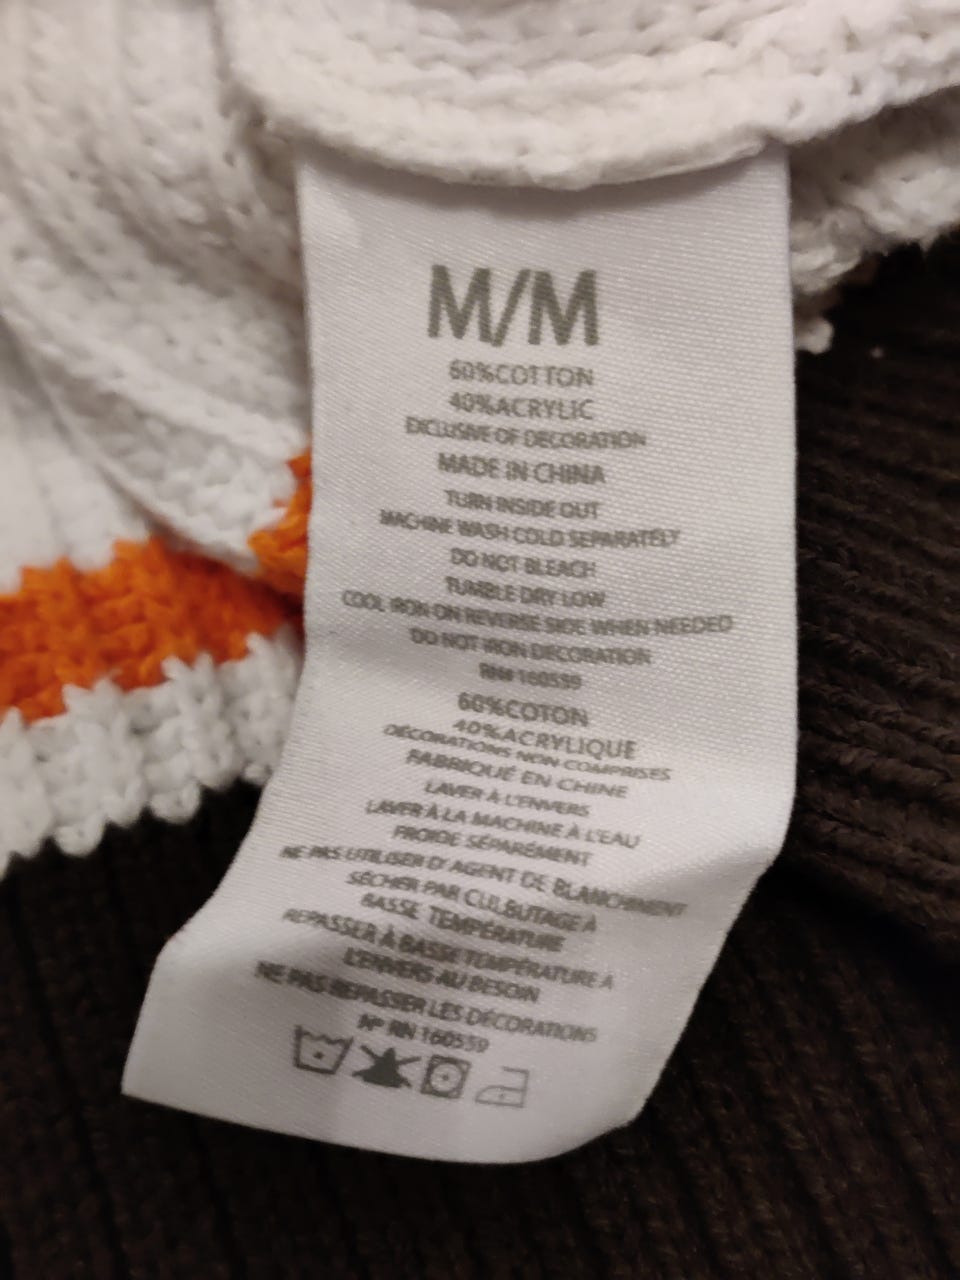 M/M
60%COTTON
40%ACRYLIC
EXCLUSIVE OF DECORATION
MADE IN CHINA
TURN INSIDE OUT
MACHINE WASH COLD SEPARATELY
DO NOT BLEACH
TUMBLE DRY LOW
COOL IRON ON REVERSE SIDE WHEN NEEDED
DO NOT IRON DECORATION
RN# 160559
60%COTON
40%ACRYLIQUE
DÉCORATIONS NON COMPRISES
FABRIQUÉ EN CHINE
LAVER À L'ENVERS
LAVER À LA MACHINE À L'EAU
FROIDE SÉPARÉMENT
NE PAS UTILISER D'AGENT DE BLANCHIMENT
SÉCHER PAR CULBUTAGE À
BASSE TEMPÉRATURE
REPASSER À BASSE TEMPÉRATURE À
L'ENVERS AU BESOIN
NE PAS REPASSER LES DÉCORATIONS
N° RN 160559